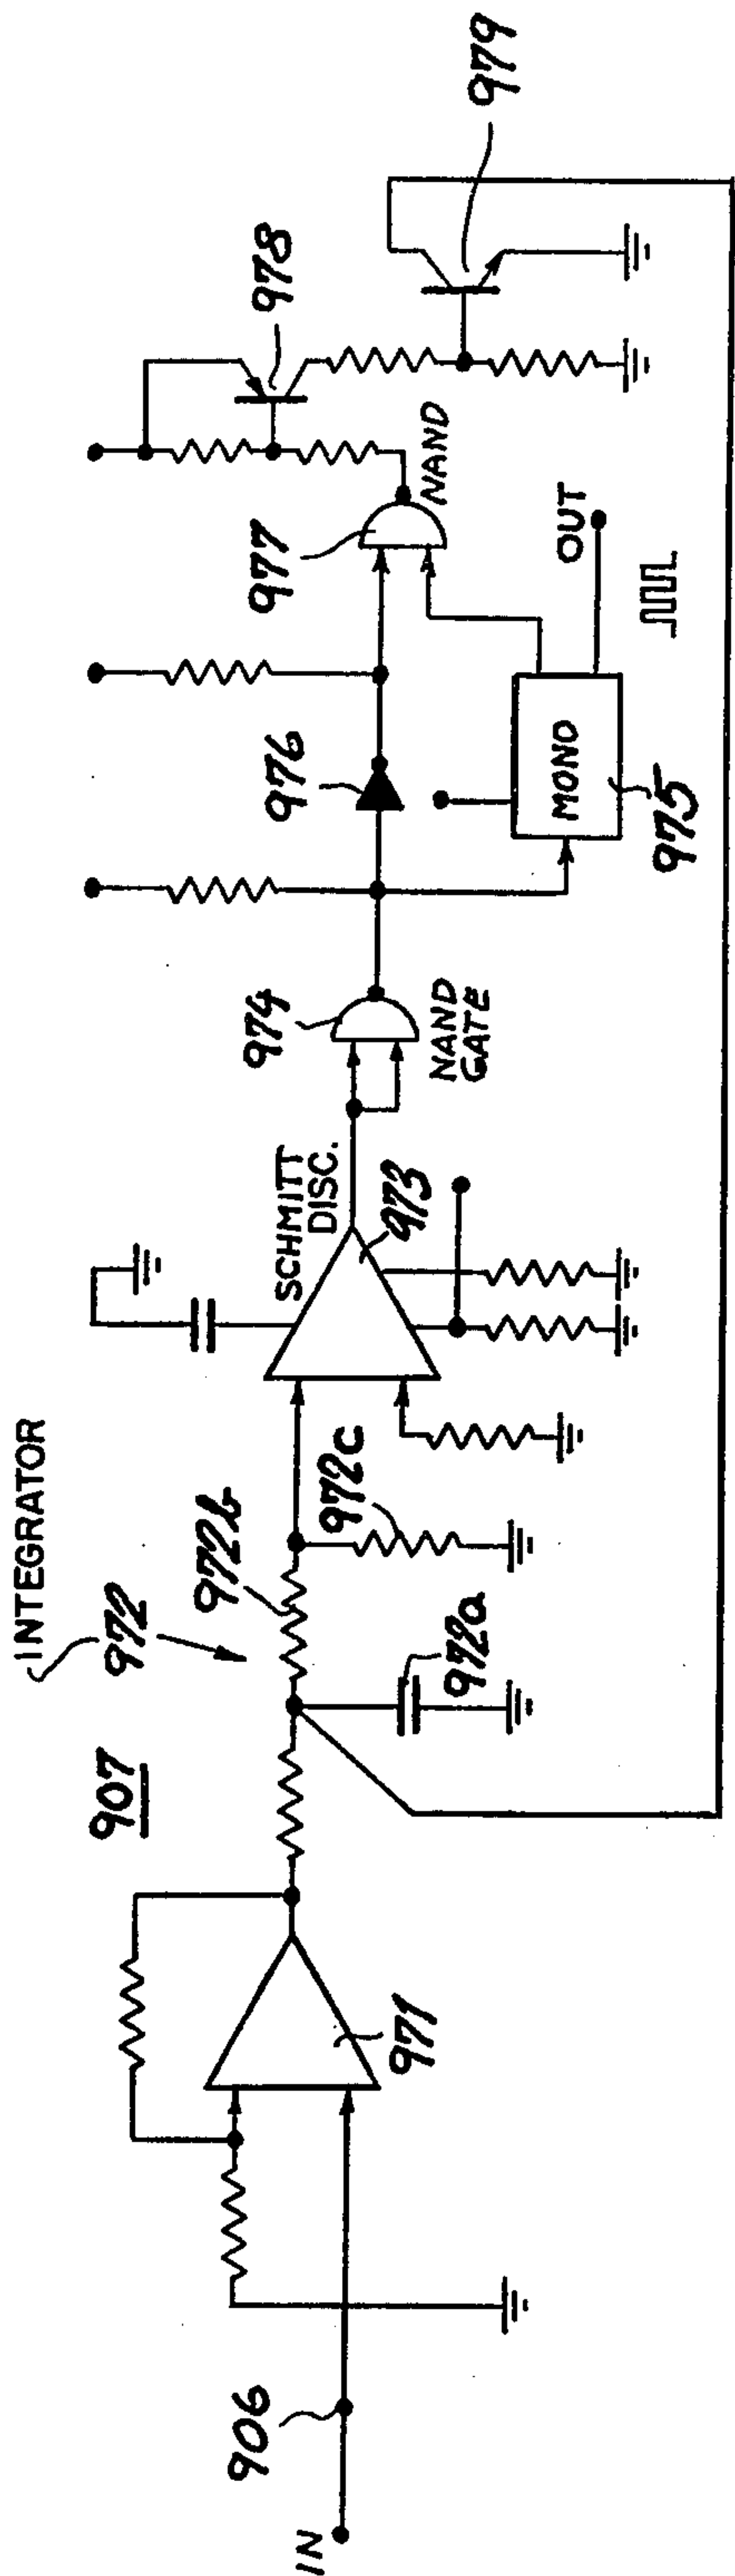 IN
906
907
971
INTEGRATOR
972
972b
972a
972c
SCHMITT
DISC.
973
974
NAND
GATE
976
MONO
975
977
NAND
OUT
978
979